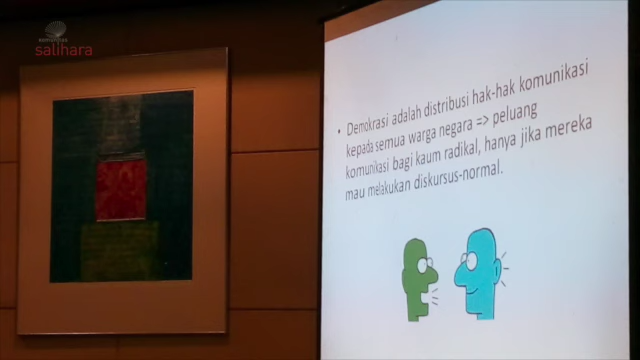 komunitas
salihara
• Demokrasi adalah distribusi hak-hak komunikasi
kepada semua warga negara => peluang
komunikasi bagi kaum radikal, hanya jika mereka
mau melakukan diskursus-normal.